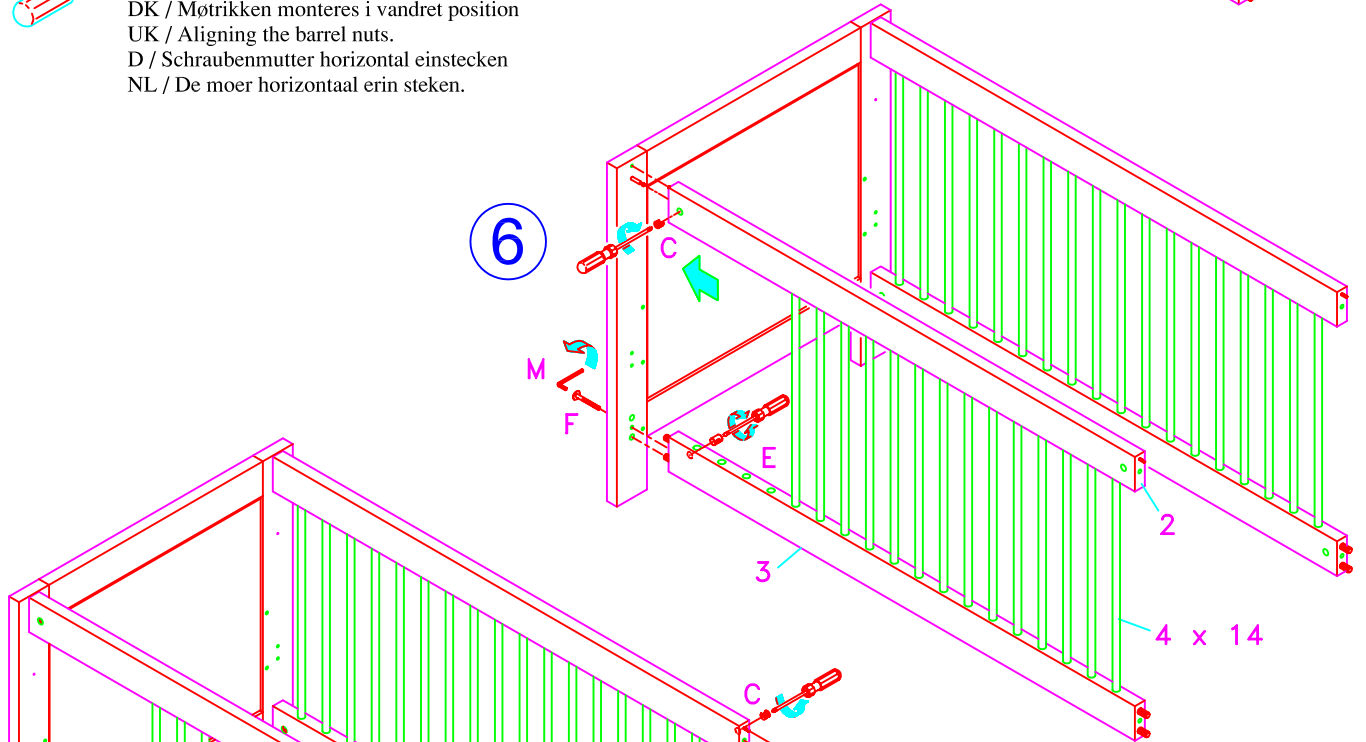 DK / Møtrikken monteres i vandret position
UK / Aligning the barrel nuts.
D / Schraubenmutter horizontal einstecken
NL / De moer horizontaal erin steken.
6
C
M
F
E
2
3
4 x 14
C